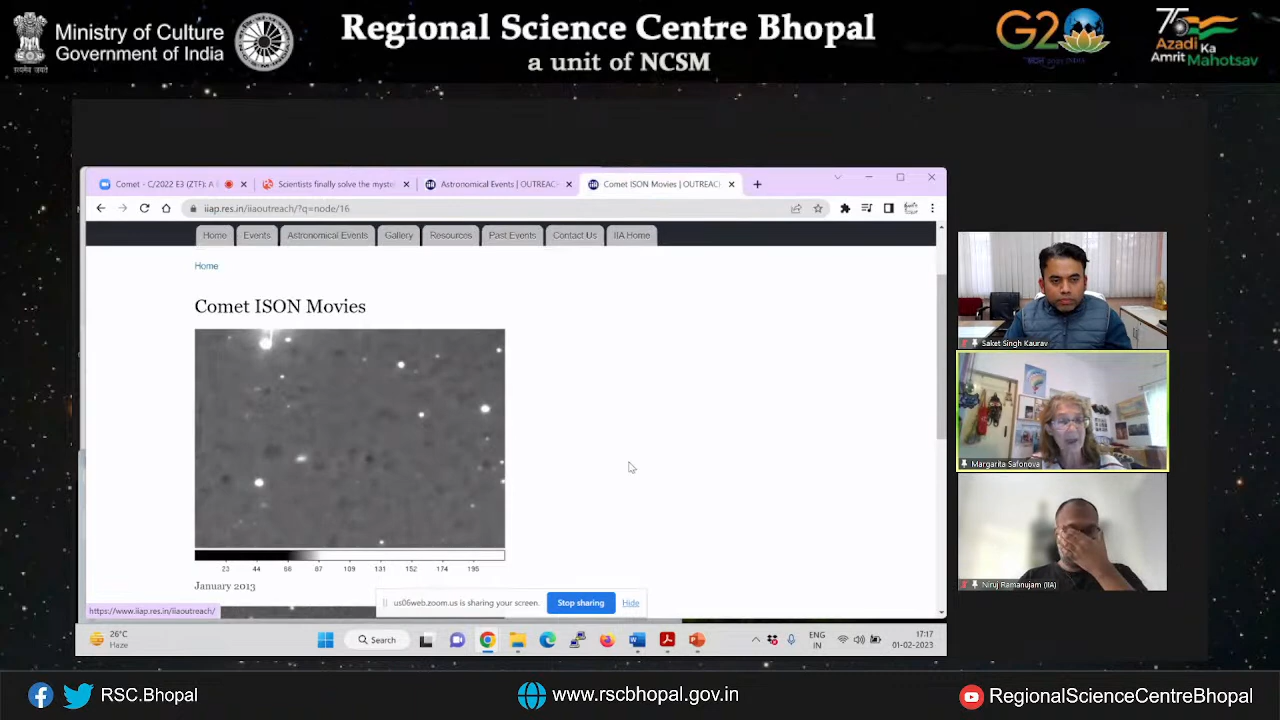 सत्यमेव जयते
Ministry of Culture
Government of India
Regional Science Centre Bhopal
a unit of NCSM
G20
75
Azadi Ka
Amrit Mahotsav
Comet - C/2022 E3 (ZTF): A
Scientists finally solve the myste
Astronomical Events | OUTREAC
Comet ISON Movies | OUTREAC
iiap.res.in/iiaoutreach/?q=node/16
Home Events Astronomical Events Gallery Resources Past Events Contact Us IIA Home
Home
Comet ISON Movies
23 44 66 87 109 131 152 174 195
January 2013
https://www.iiap.res.in/iiaoutreach/
us06web.zoom.us is sharing your screen. Stop sharing Hide
26°C
Haze
Search
ENG
IN
17:17
01-02-2023
Saket Singh Kaurav
Margarita Safonova
Niruj Ramanujam (IIA)
RSC.Bhopal
www.rscbhopal.gov.in
RegionalScienceCentreBhopal